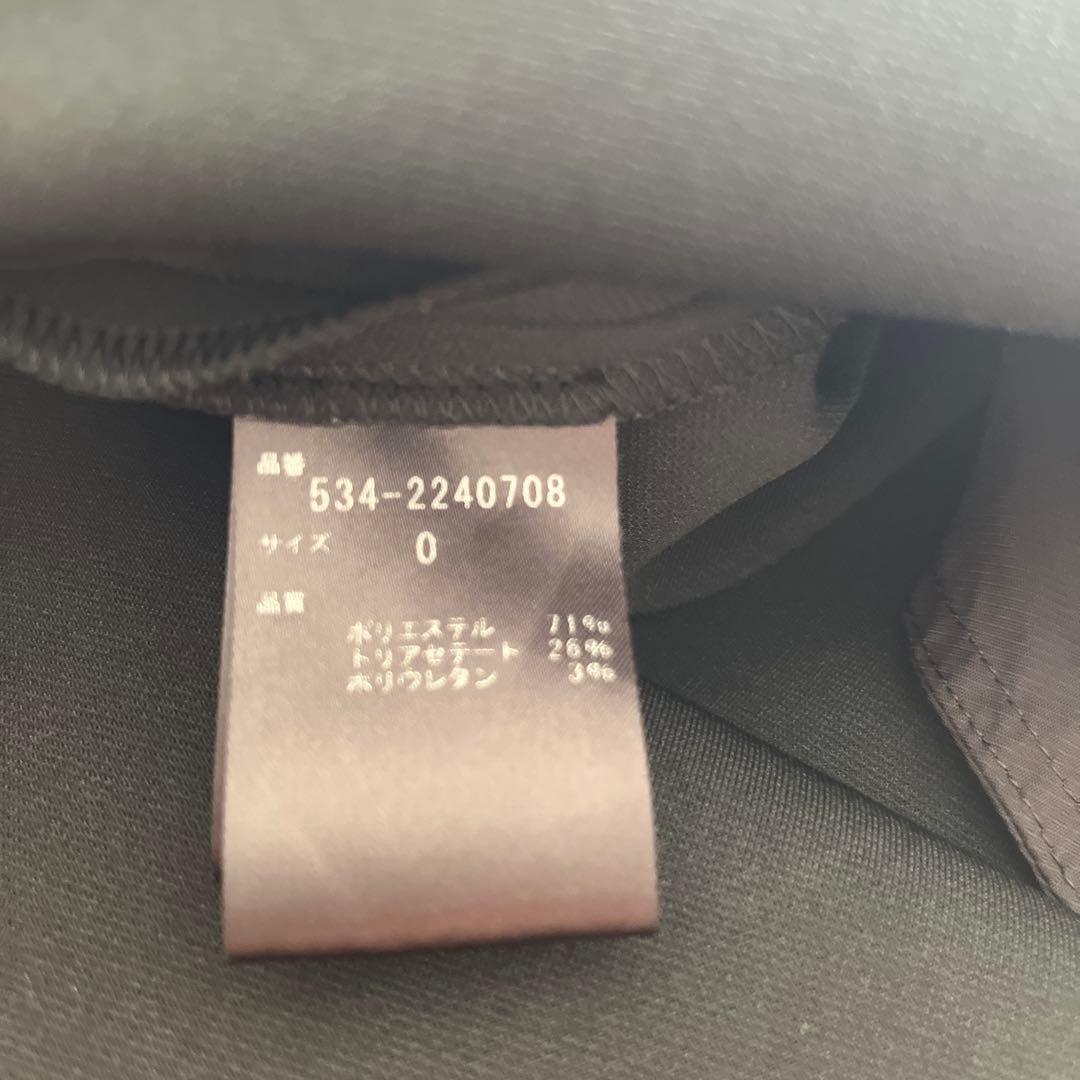 品番
534-2240708
サイズ 0
品質
ポリエステル 71%
トリアセテート 26%
ポリウレタン 3%